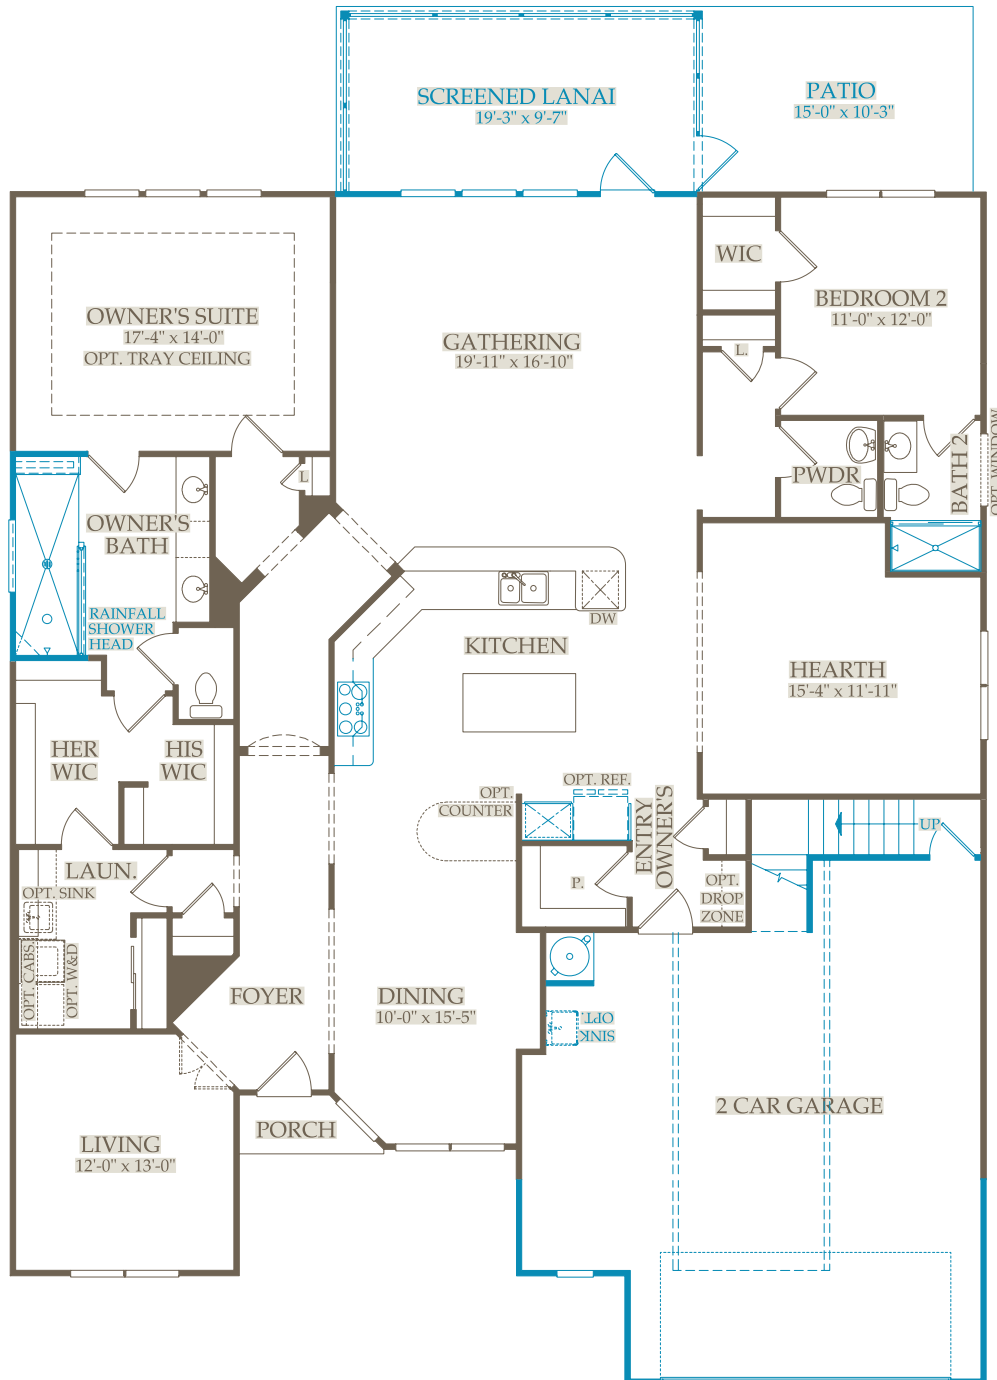 SCREENED LANAI
19'-3" x 9'-7"
PATIO
15'-0" x 10'-3"
WIC
BEDROOM 2
11'-0" x 12'-0"
OWNER'S SUITE
17'-4" x 14'-0"
OPT. TRAY CEILING
GATHERING
19'-11" x 16'-10"
L.
L
PWDR
BATH 2
OPT. WINDOW
OWNER'S
BATH
RAINFALL
SHOWER
HEAD
DW
KITCHEN
HEARTH
15'-4" x 11'-11"
HER
WIC
HIS
WIC
OPT.
COUNTER
OPT. REF.
ENTRY
OWNER'S
UP
LAUN.
OPT. SINK
P.
OPT.
DROP
ZONE
OPT. CABS.
OPT. W&D
FOYER
DINING
10'-0" x 15'-5"
OPT.
SINK
2 CAR GARAGE
PORCH
LIVING
12'-0" x 13'-0"